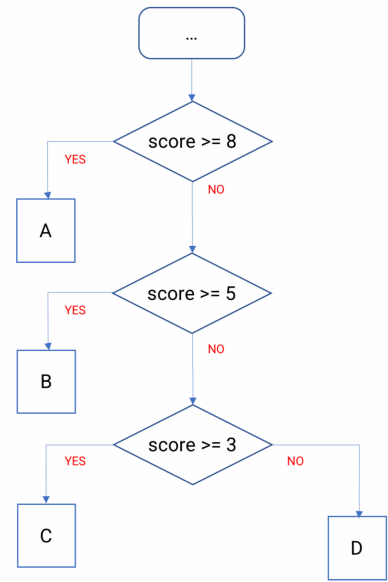 ...
score >= 8
YES
NO
A
score >= 5
YES
NO
B
score >= 3
YES
NO
C
D